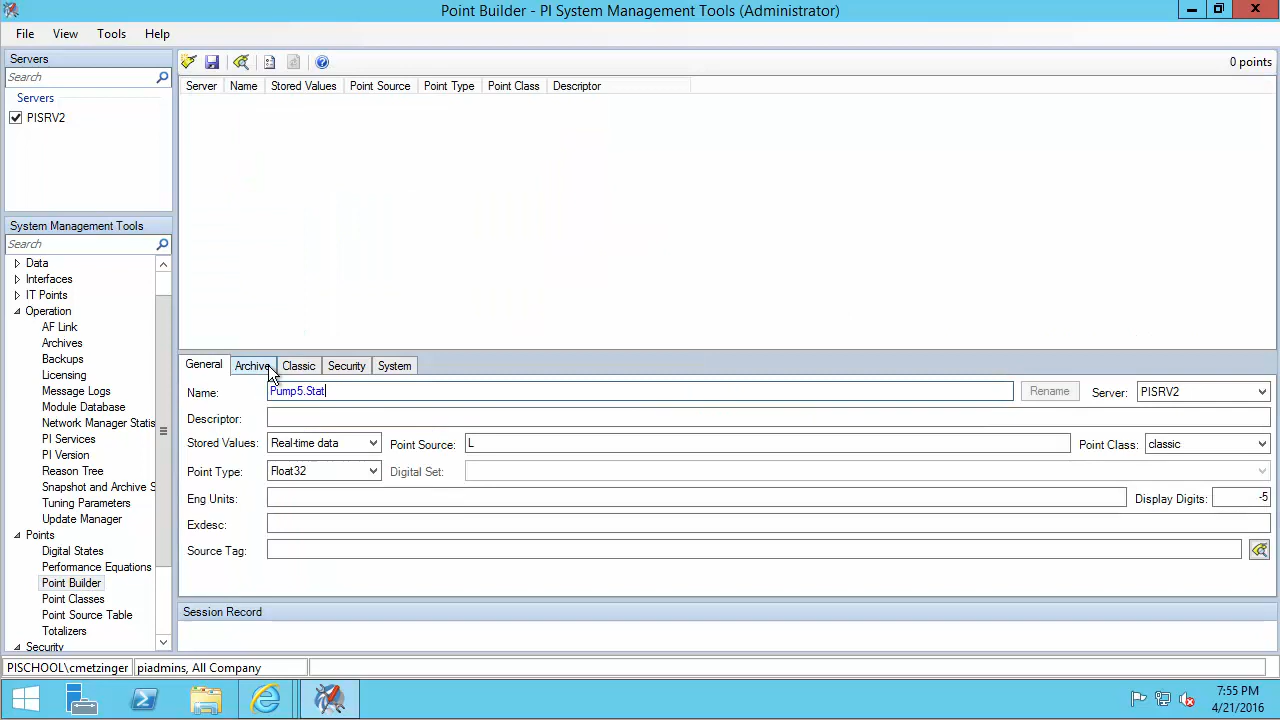 Point Builder - PI System Management Tools (Administrator)
File View Tools Help
Servers
Search
Servers
PISRV2
System Management Tools
Search
Data
Interfaces
IT Points
Operation
AF Link
Archives
Backups
Licensing
Message Logs
Module Database
Network Manager Statis
PI Services
PI Version
Reason Tree
Snapshot and Archive S
Tuning Parameters
Update Manager
Points
Digital States
Performance Equations
Point Builder
Point Classes
Point Source Table
Totalizers
Security
0 points
Server Name Stored Values Point Source Point Type Point Class Descriptor
General Archive Classic Security System
Name: Pump5.Stat Rename Server: PISRV2
Descriptor:
Stored Values: Real-time data Point Source: L Point Class: classic
Point Type: Float32 Digital Set:
Eng Units: Display Digits: -5
Exdesc:
Source Tag:
Session Record
PISCHOOL\cmetzinger piadmins, All Company
7:55 PM
4/21/2016